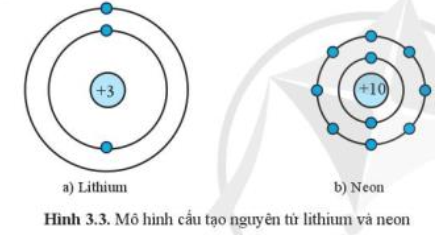 +3
+10
a) Lithium
b) Neon
Hình 3.3. Mô hình cấu tạo nguyên tử lithium và neon